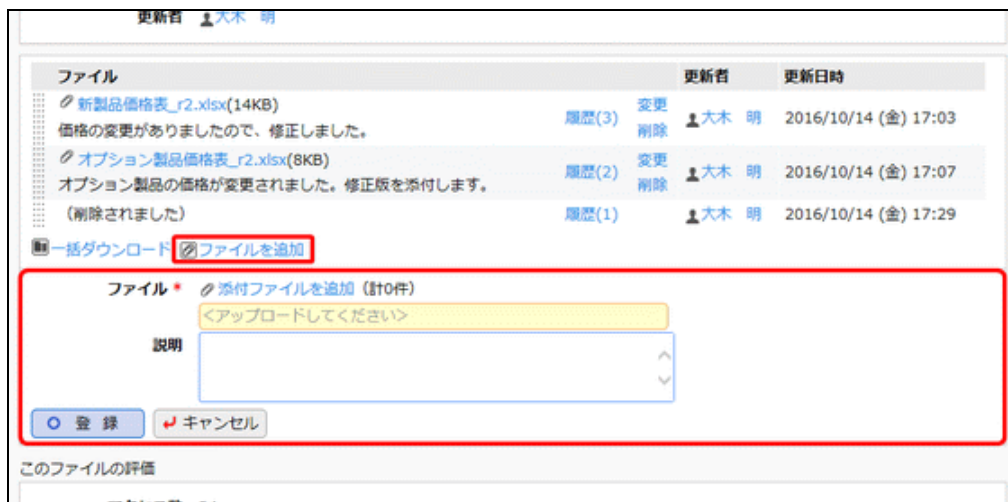 更新者 大木 明
ファイル 更新者 更新日時
新製品価格表_r2.xlsx(14KB) 履歴(3) 変更 削除 大木 明 2016/10/14 (金) 17:03
価格の変更がありましたので、修正しました。
オプション製品価格表_r2.xlsx(8KB) 履歴(2) 変更 削除 大木 明 2016/10/14 (金) 17:07
オプション製品の価格が変更されました。修正版を添付します。
（削除されました） 履歴(1) 大木 明 2016/10/14 (金) 17:29
一括ダウンロード ファイルを追加
ファイル * 添付ファイルを追加（計0件）
<アップロードしてください>
説明
登 録 キャンセル
このファイルの評価